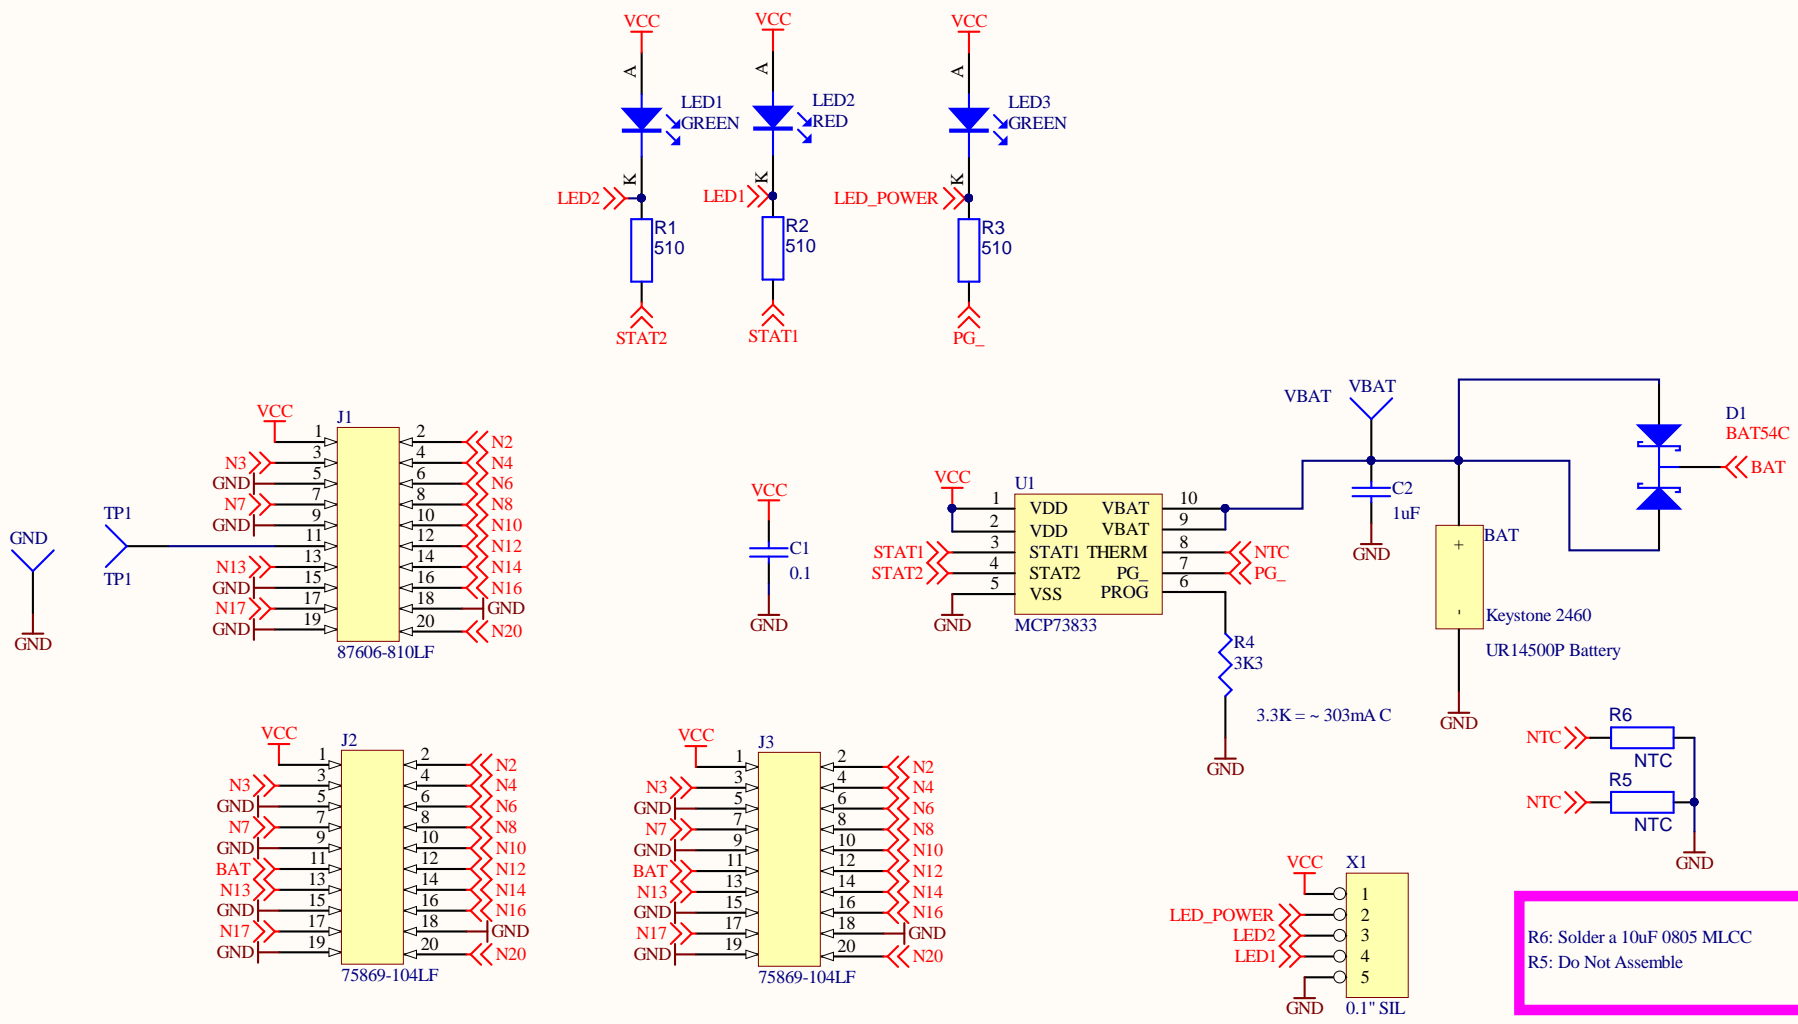 VCC
VCC
VCC
A
A
A
LED1
GREEN
LED2
RED
LED3
GREEN
K
K
K
LED2
LED1
LED_POWER
R1
510
R2
510
R3
510
STAT2
STAT1
PG_
VCC
J1
1
2
N2
N3
3
4
N4
GND
5
6
N6
N7
7
8
N8
GND
9
10
N10
TP1
TP1
11
12
N12
N13
13
14
N14
GND
15
16
N16
N17
17
18
GND
GND
19
20
N20
87606-810LF
GND
GND
VCC
C1
0.1
GND
VCC
U1
1
VDD
VBAT
10
2
VDD
VBAT
9
STAT1
3
STAT1
THERM
8
NTC
STAT2
4
STAT2
PG_
7
PG_
5
VSS
PROG
6
GND
MCP73833
R4
3K3
3.3K = ~ 303mA C
GND
VBAT
VBAT
C2
1uF
GND
BAT
+
-
Keystone 2460
UR14500P Battery
GND
D1
BAT54C
BAT
VCC
J2
1
2
N2
N3
3
4
N4
GND
5
6
N6
N7
7
8
N8
GND
9
10
N10
BAT
11
12
N12
N13
13
14
N14
GND
15
16
N16
N17
17
18
GND
GND
19
20
N20
75869-104LF
VCC
J3
1
2
N2
N3
3
4
N4
GND
5
6
N6
N7
7
8
N8
GND
9
10
N10
BAT
11
12
N12
N13
13
14
N14
GND
15
16
N16
N17
17
18
GND
GND
19
20
N20
75869-104LF
R6
NTC
NTC
R5
NTC
NTC
GND
VCC
X1
1
LED_POWER
2
LED2
3
LED1
4
5
GND
0.1" SIL
R6: Solder a 10uF 0805 MLCC
R5: Do Not Assemble